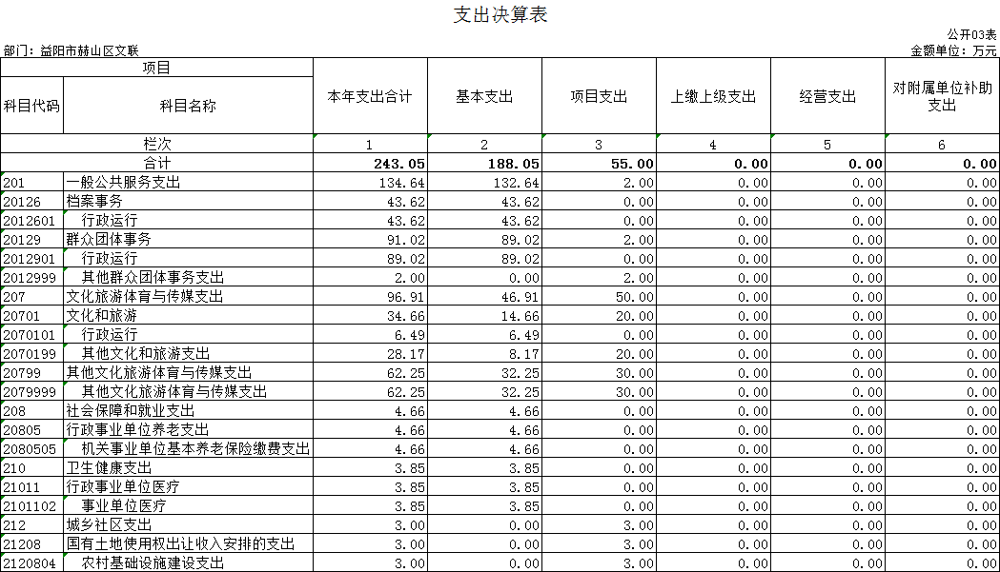 支出决算表
公开03表
部门：益阳市赫山区文联 金额单位：万元
项目 本年支出合计 基本支出 项目支出 上缴上级支出 经营支出 对附属单位补助支出
科目代码 科目名称
栏次 1 2 3 4 5 6
合计 243.05 188.05 55.00 0.00 0.00 0.00
201 一般公共服务支出 134.64 132.64 2.00 0.00 0.00 0.00
20126 档案事务 43.62 43.62 0.00 0.00 0.00 0.00
2012601 行政运行 43.62 43.62 0.00 0.00 0.00 0.00
20129 群众团体事务 91.02 89.02 2.00 0.00 0.00 0.00
2012901 行政运行 89.02 89.02 0.00 0.00 0.00 0.00
2012999 其他群众团体事务支出 2.00 0.00 2.00 0.00 0.00 0.00
207 文化旅游体育与传媒支出 96.91 46.91 50.00 0.00 0.00 0.00
20701 文化和旅游 34.66 14.66 20.00 0.00 0.00 0.00
2070101 行政运行 6.49 6.49 0.00 0.00 0.00 0.00
2070199 其他文化和旅游支出 28.17 8.17 20.00 0.00 0.00 0.00
20799 其他文化旅游体育与传媒支出 62.25 32.25 30.00 0.00 0.00 0.00
2079999 其他文化旅游体育与传媒支出 62.25 32.25 30.00 0.00 0.00 0.00
208 社会保障和就业支出 4.66 4.66 0.00 0.00 0.00 0.00
20805 行政事业单位养老支出 4.66 4.66 0.00 0.00 0.00 0.00
2080505 机关事业单位基本养老保险缴费支出 4.66 4.66 0.00 0.00 0.00 0.00
210 卫生健康支出 3.85 3.85 0.00 0.00 0.00 0.00
21011 行政事业单位医疗 3.85 3.85 0.00 0.00 0.00 0.00
2101102 事业单位医疗 3.85 3.85 0.00 0.00 0.00 0.00
212 城乡社区支出 3.00 0.00 3.00 0.00 0.00 0.00
21208 国有土地使用权出让收入安排的支出 3.00 0.00 3.00 0.00 0.00 0.00
2120804 农村基础设施建设支出 3.00 0.00 3.00 0.00 0.00 0.00